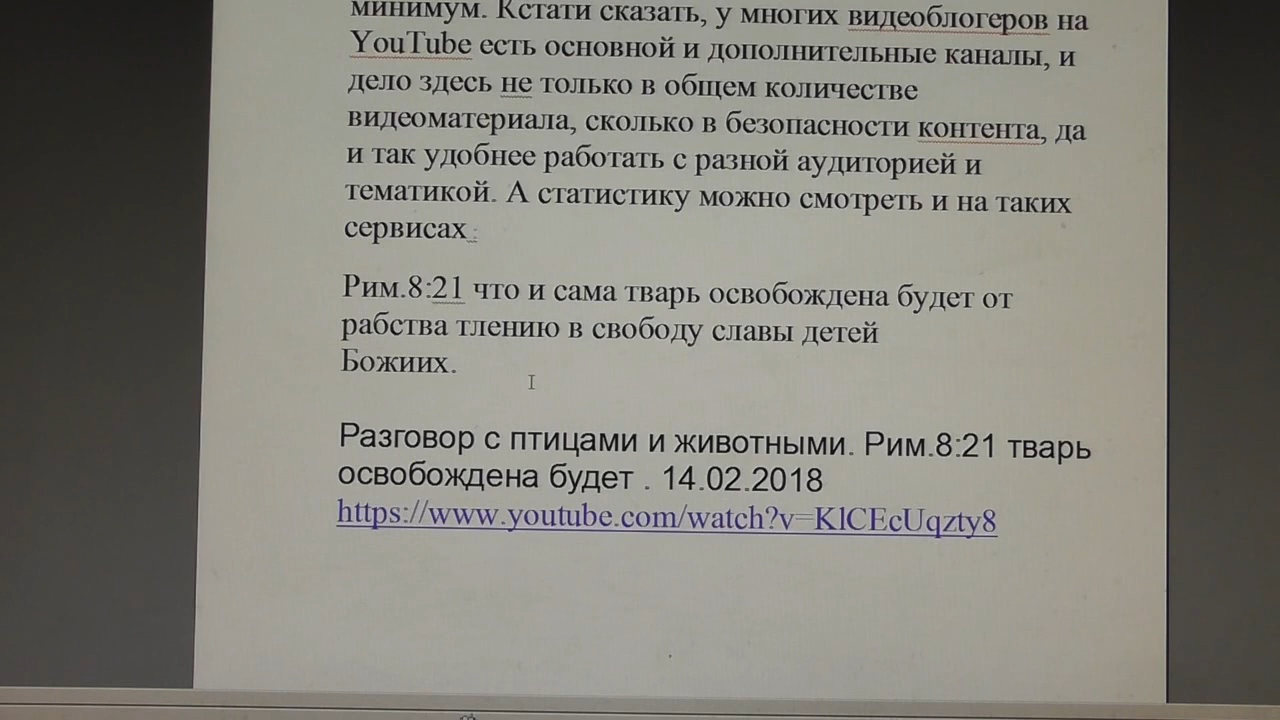 минимум. Кстати сказать, у многих видеоблогеров на
YouTube есть основной и дополнительные каналы, и
дело здесь не только в общем количестве
видеоматериала, сколько в безопасности контента, да
и так удобнее работать с разной аудиторией и
тематикой. А статистику можно смотреть и на таких
сервисах :
Рим.8:21 что и сама тварь освобождена будет от
рабства тлению в свободу славы детей
Божиих.
Разговор с птицами и животными. Рим.8:21 тварь
освобождена будет . 14.02.2018
https://www.youtube.com/watch?v=KlCEcUqzty8